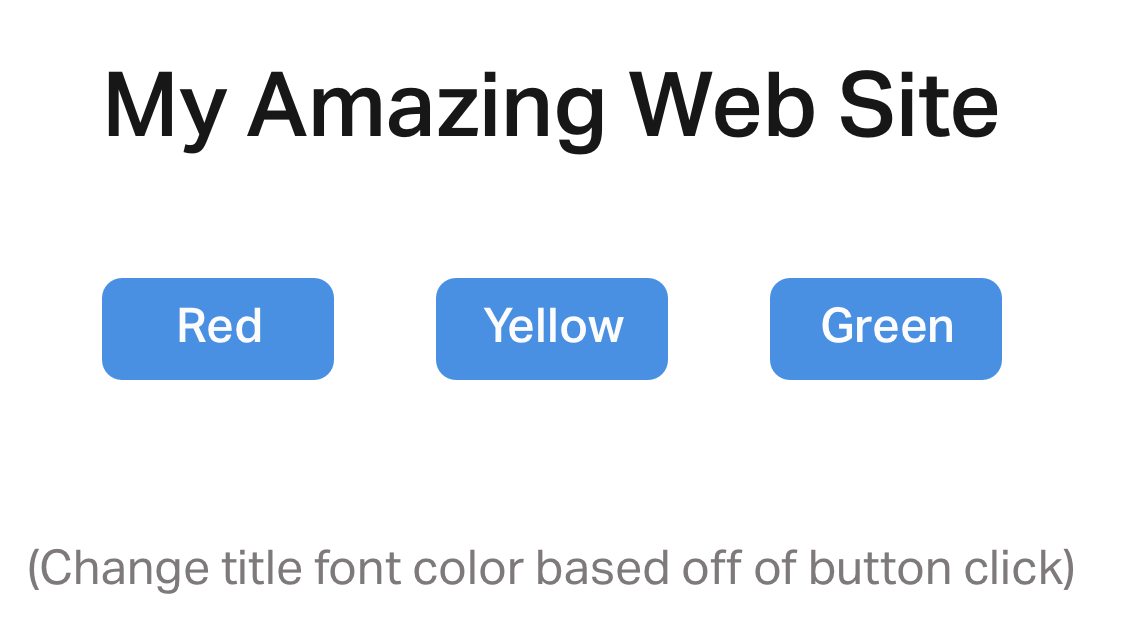 My Amazing Web Site
Red Yellow Green
(Change title font color based off of button click)